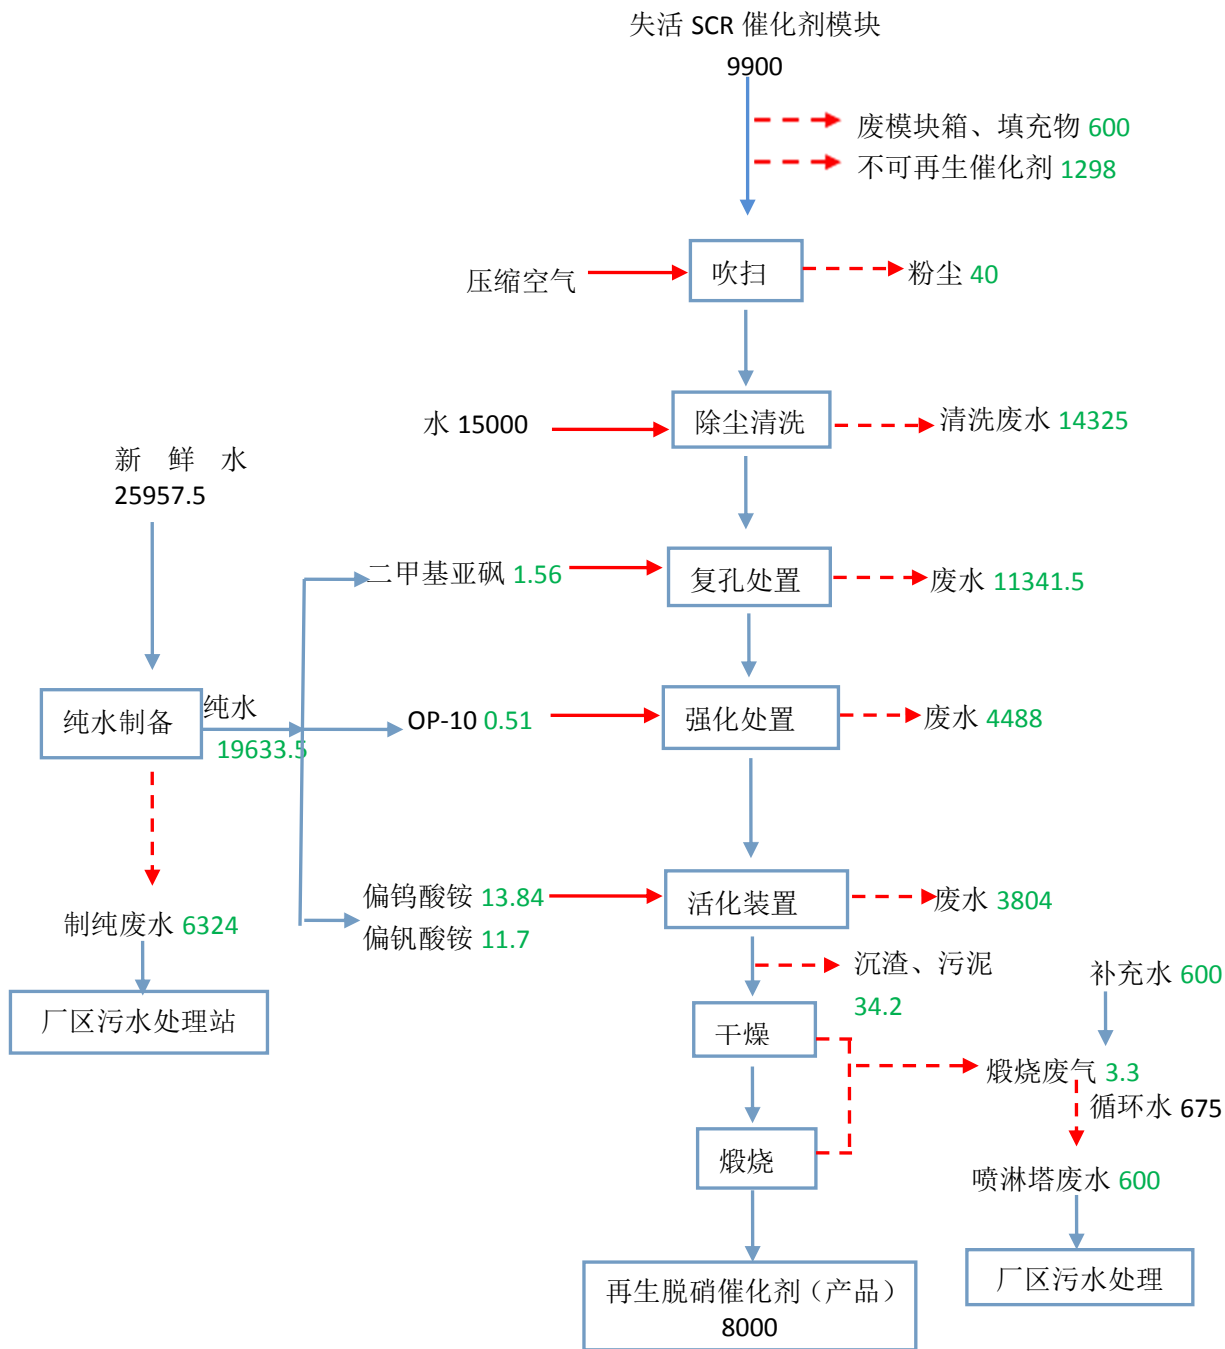 失活 SCR 催化剂模块
9900
废模块箱、填充物 600
不可再生催化剂 1298
压缩空气
吹扫
粉尘 40
水 15000
除尘清洗
清洗废水 14325
新 鲜 水
25957.5
二甲基亚砜 1.56
复孔处置
废水 11341.5
纯水制备
纯水
19633.5
OP-10 0.51
强化处置
废水 4488
制纯废水 6324
偏钨酸铵 13.84
偏钒酸铵 11.7
活化装置
废水 3804
沉渣、污泥
34.2
补充水 600
厂区污水处理站
干燥
煅烧废气 3.3
循环水 675
煅烧
喷淋塔废水 600
再生脱硝催化剂（产品）
8000
厂区污水处理